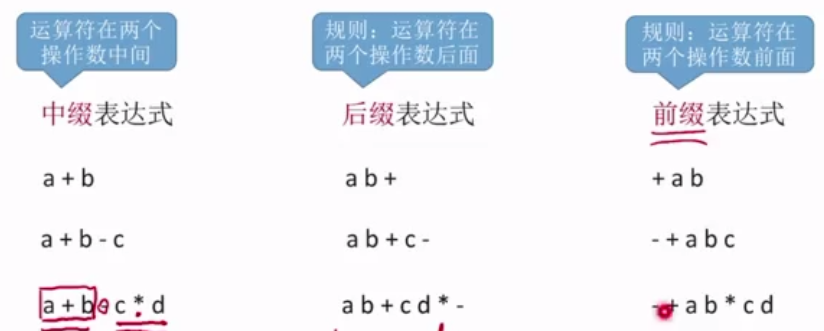 运算符在两个
操作数中间
规则：运算符在
两个操作数后面
规则：运算符在
两个操作数前面
中缀表达式
后缀表达式
前缀表达式
a + b
a b +
+ a b
a + b - c
a b + c -
- + a b c
a + b - c * d
a b + c d * -
- + a b * c d